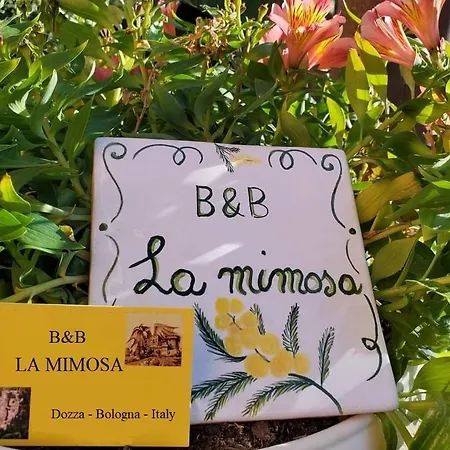 B&B
La mimosa
B&B
LA MIMOSA
Dozza - Bologna - Italy